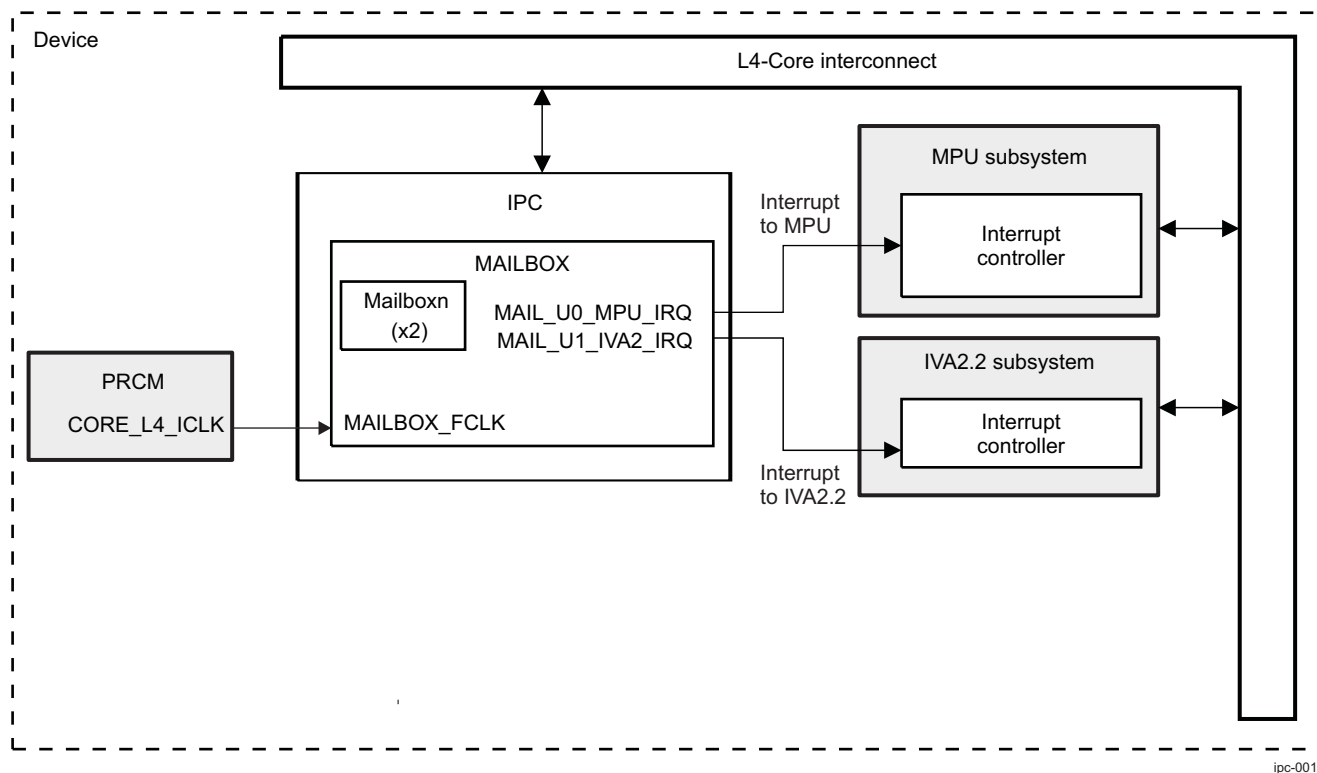 Device
L4-Core interconnect
MPU subsystem
Interrupt
controller
Interrupt
to MPU
IPC
MAILBOX
Mailboxn
(x2)
MAIL_U0_MPU_IRQ
MAIL_U1_IVA2_IRQ
MAILBOX_FCLK
PRCM
CORE_L4_ICLK
IVA2.2 subsystem
Interrupt
controller
Interrupt
to IVA2.2
ipc-001